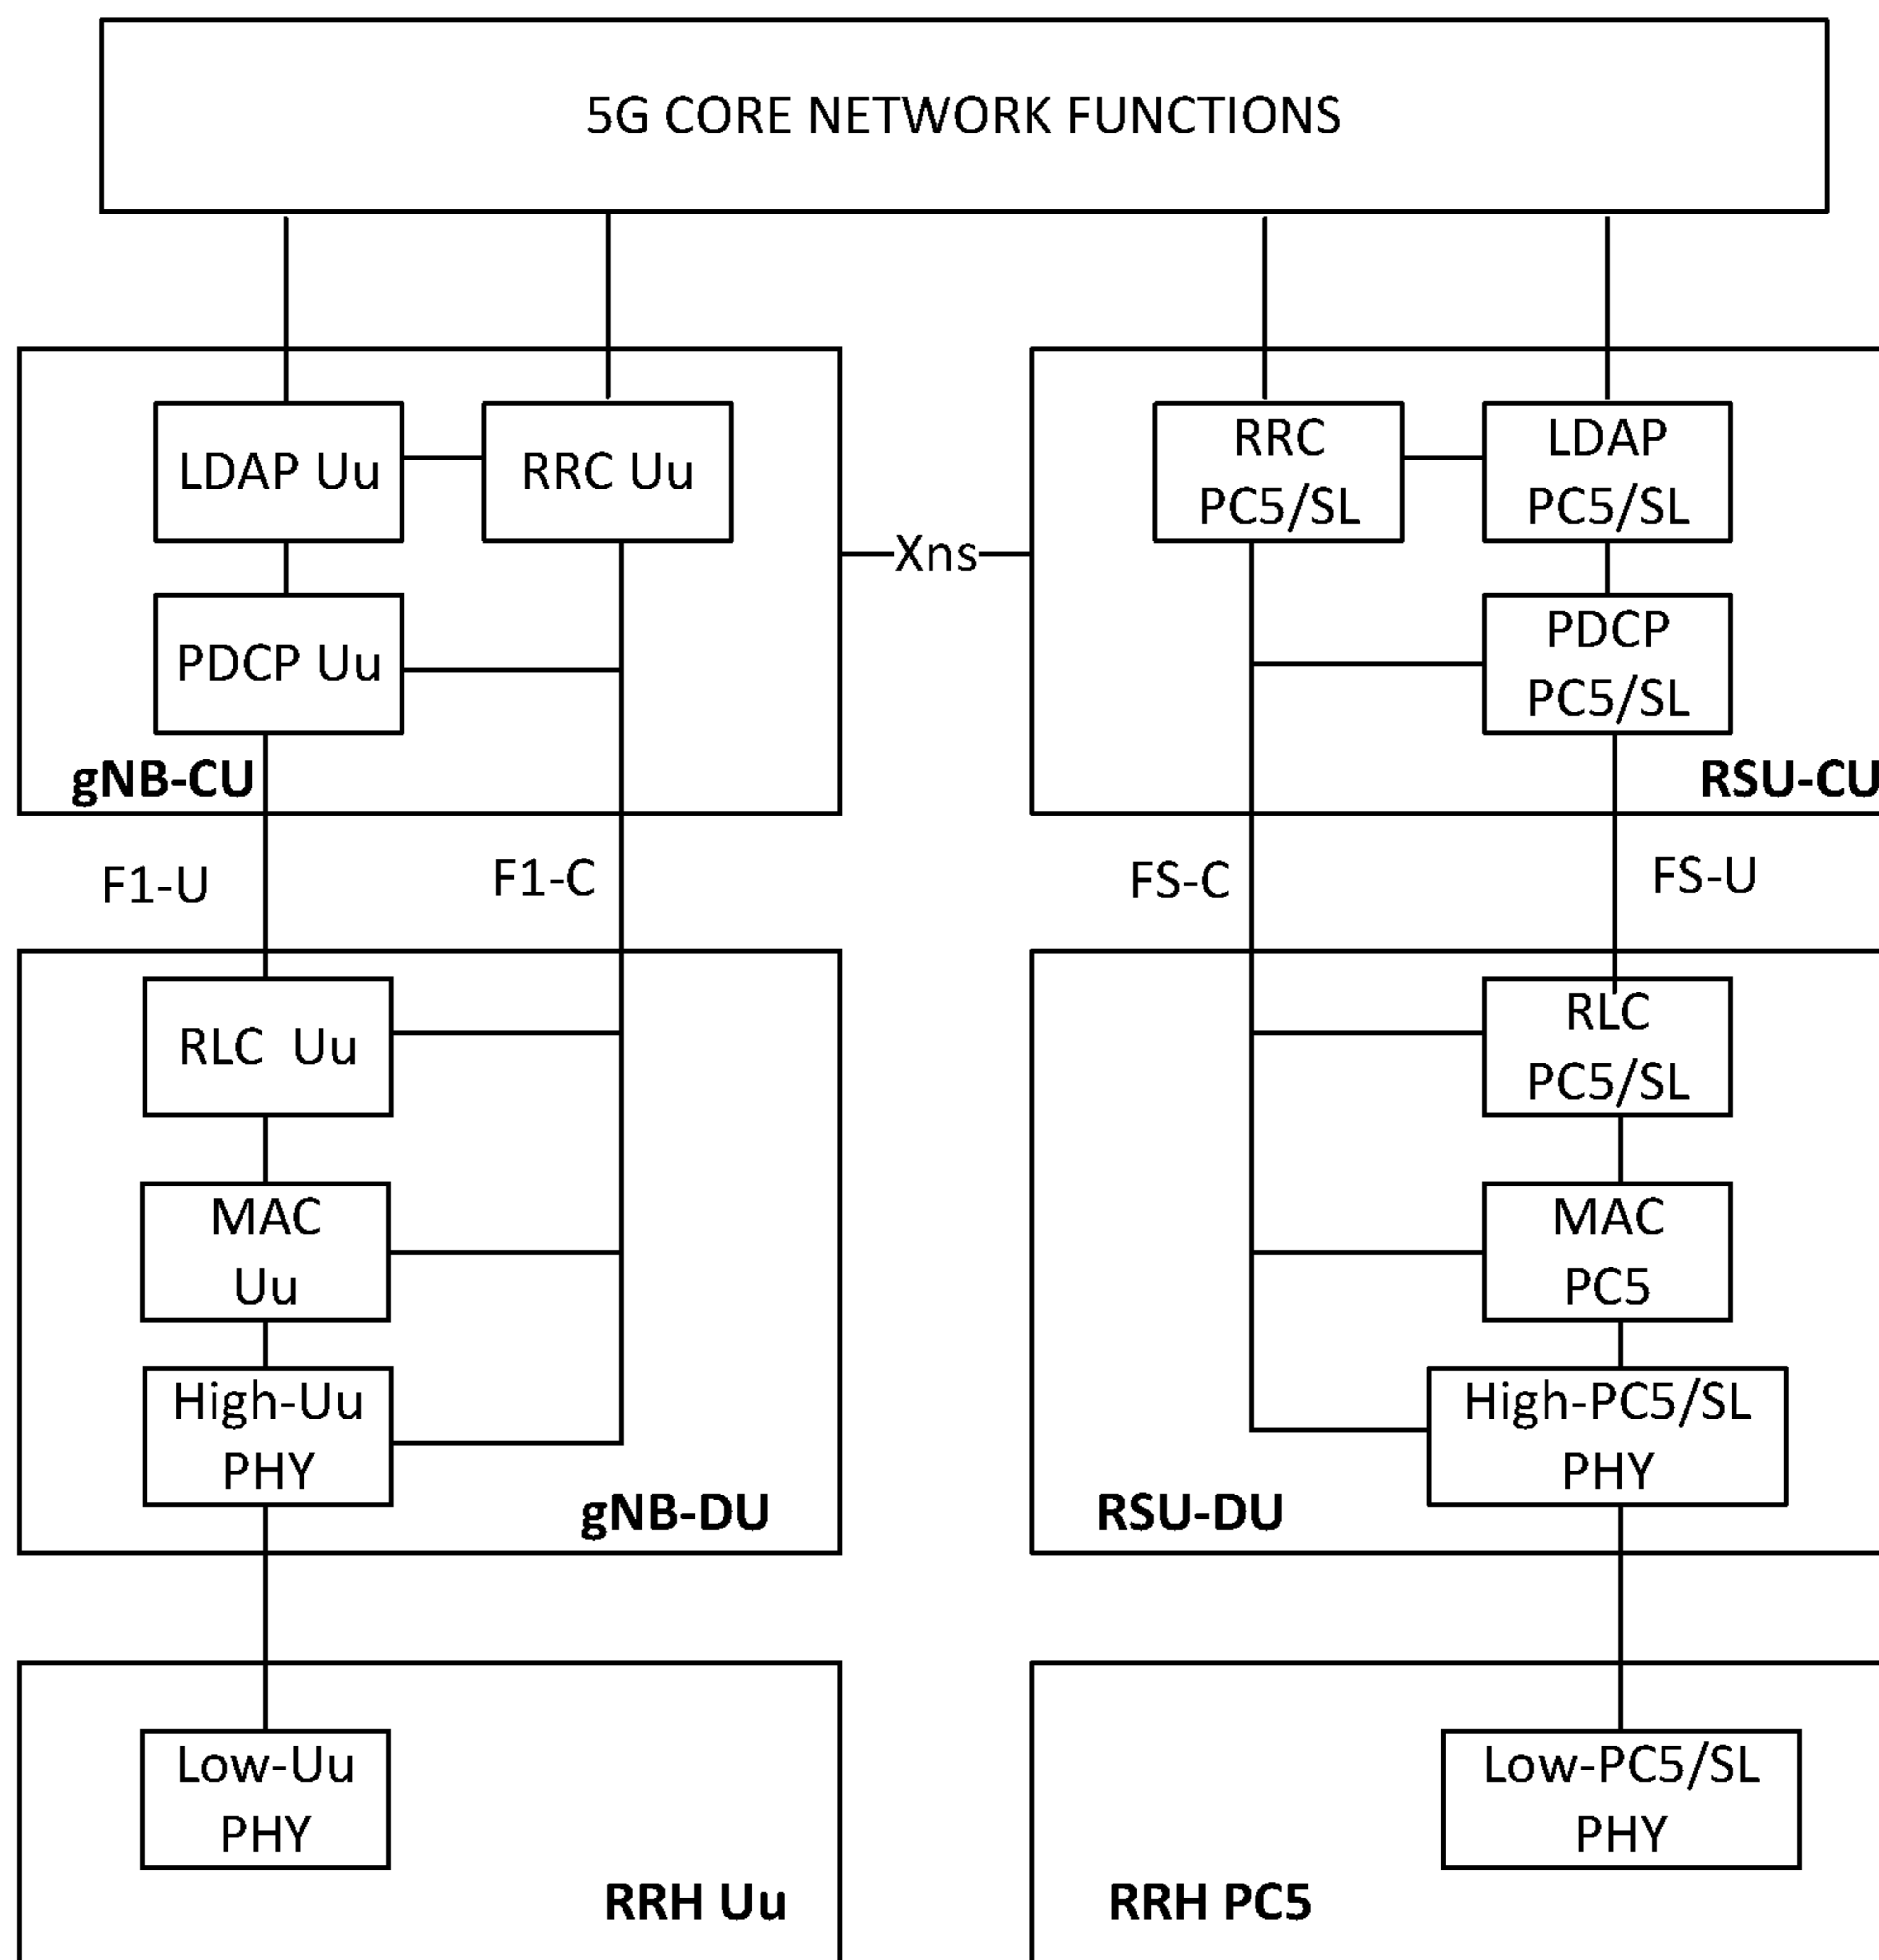 5G CORE NETWORK FUNCTIONS
LDAP Uu
RRC Uu
PDCP Uu
gNB-CU
Xns
RRC
PC5/SL
LDAP
PC5/SL
PDCP
PC5/SL
RSU-CU
F1-U
F1-C
FS-C
FS-U
RLC Uu
MAC
Uu
High-Uu
PHY
gNB-DU
RLC
PC5/SL
MAC
PC5
High-PC5/SL
PHY
RSU-DU
Low-Uu
PHY
RRH Uu
Low-PC5/SL
PHY
RRH PC5